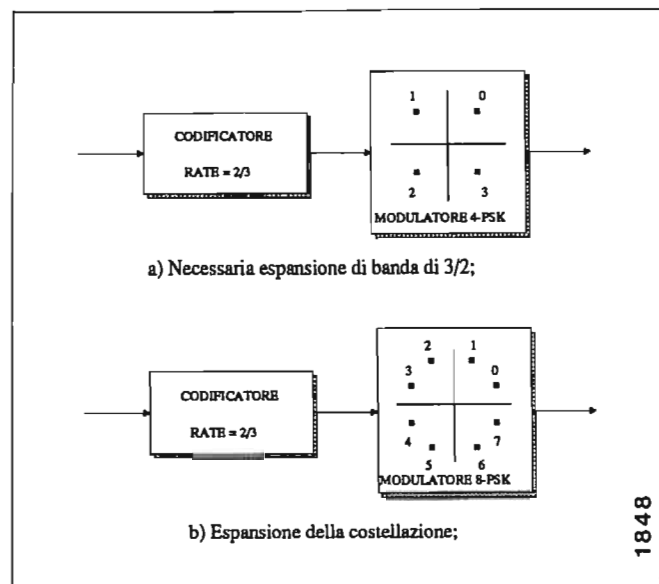 CODIFICATORE
RATE = 2/3
1 0
2 3
MODULATORE 4-PSK
a) Necessaria espansione di banda di 3/2;
CODIFICATORE
RATE = 2/3
2 1
3 0
4 7
5 6
MODULATORE 8-PSK
b) Espansione della costellazione;
1848